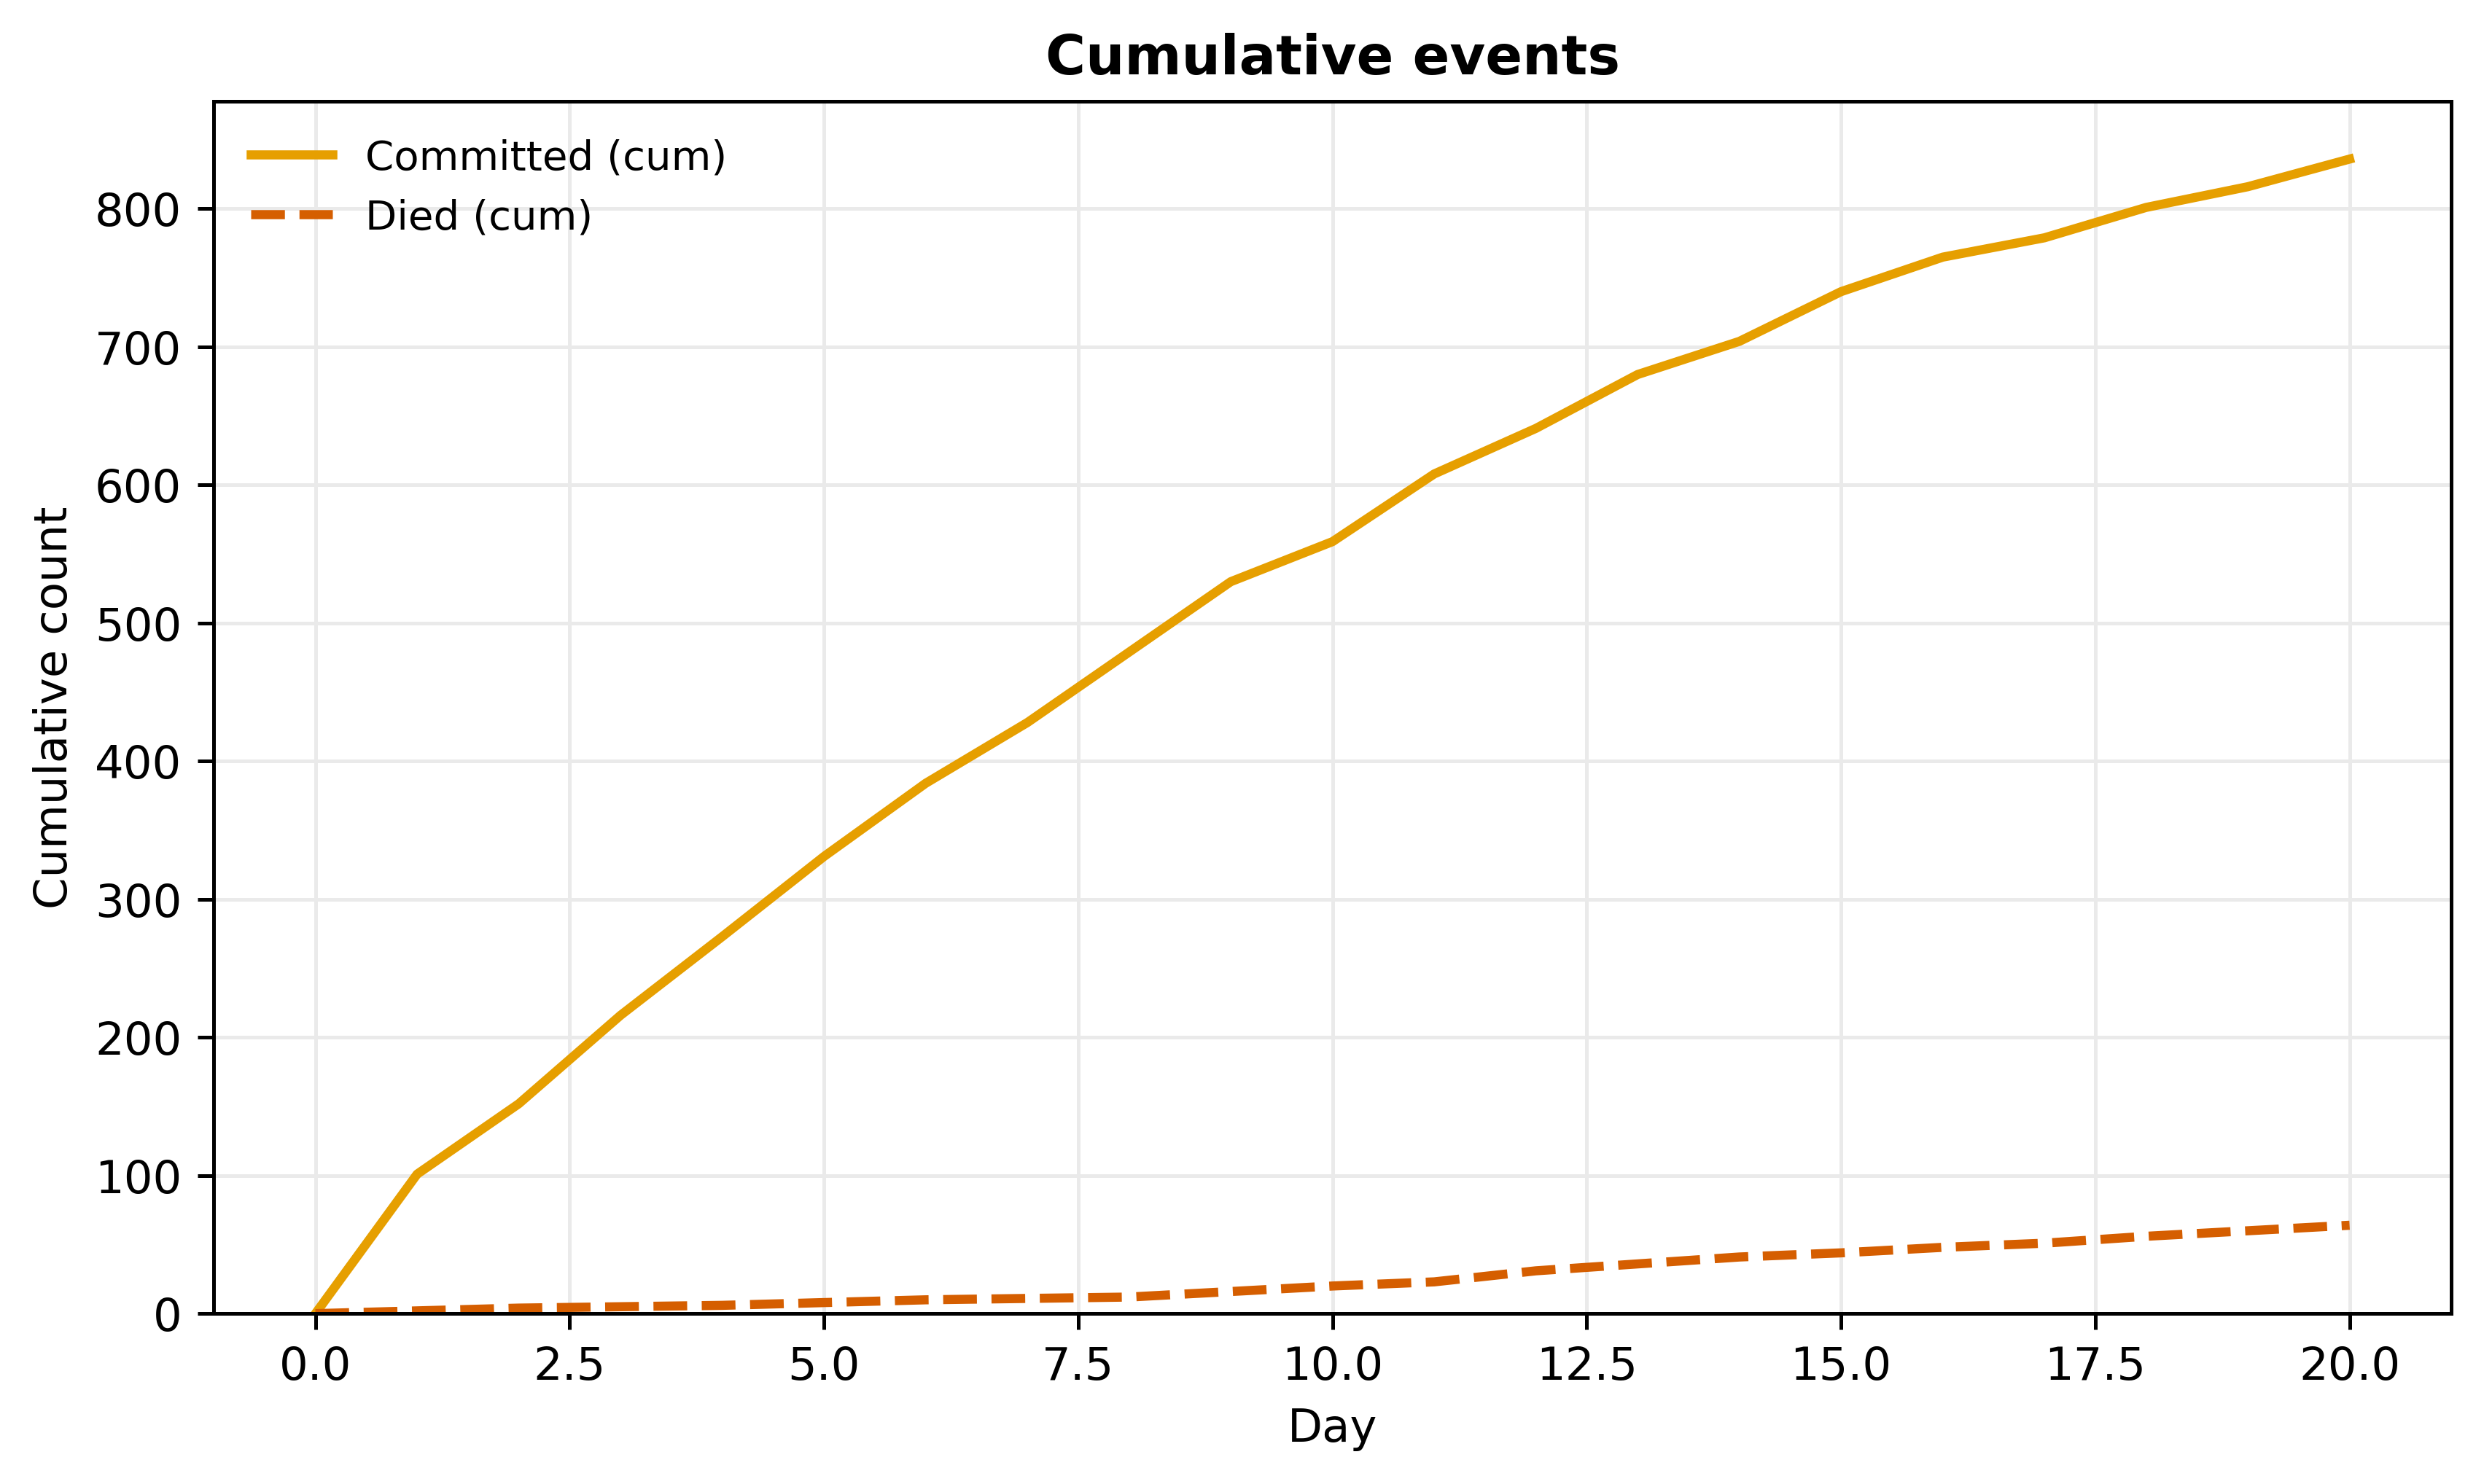 Cumulative events
Committed (cum)
Died (cum)
Cumulative count
800
700
600
500
400
300
200
100
0
0.0 2.5 5.0 7.5 10.0 12.5 15.0 17.5 20.0
Day